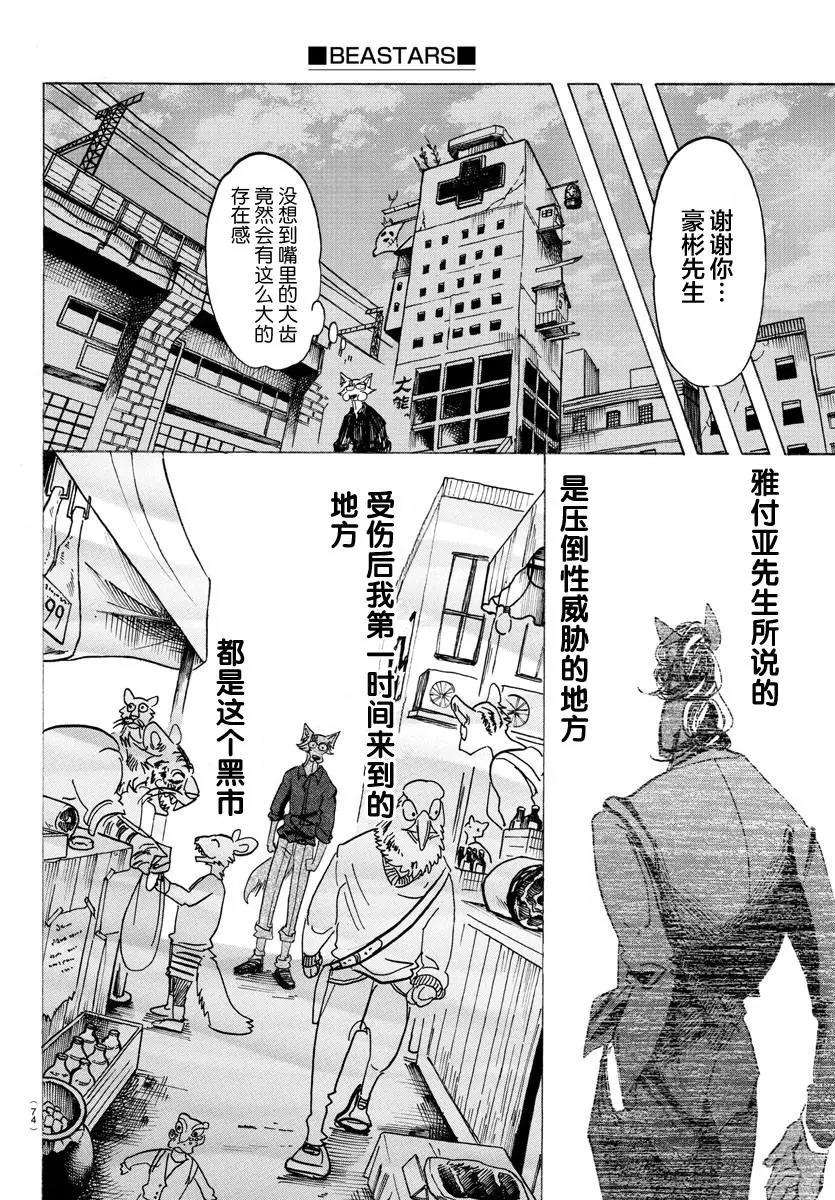 ■BEASTARS■
谢谢你…
豪彬先生
没想到嘴里的犬齿
竟然会有这么大的
存在感
雅付亚先生所说的
是压倒性威胁的地方
受伤后我第一时间来到的
地方
都是这个黑市
99
(74)